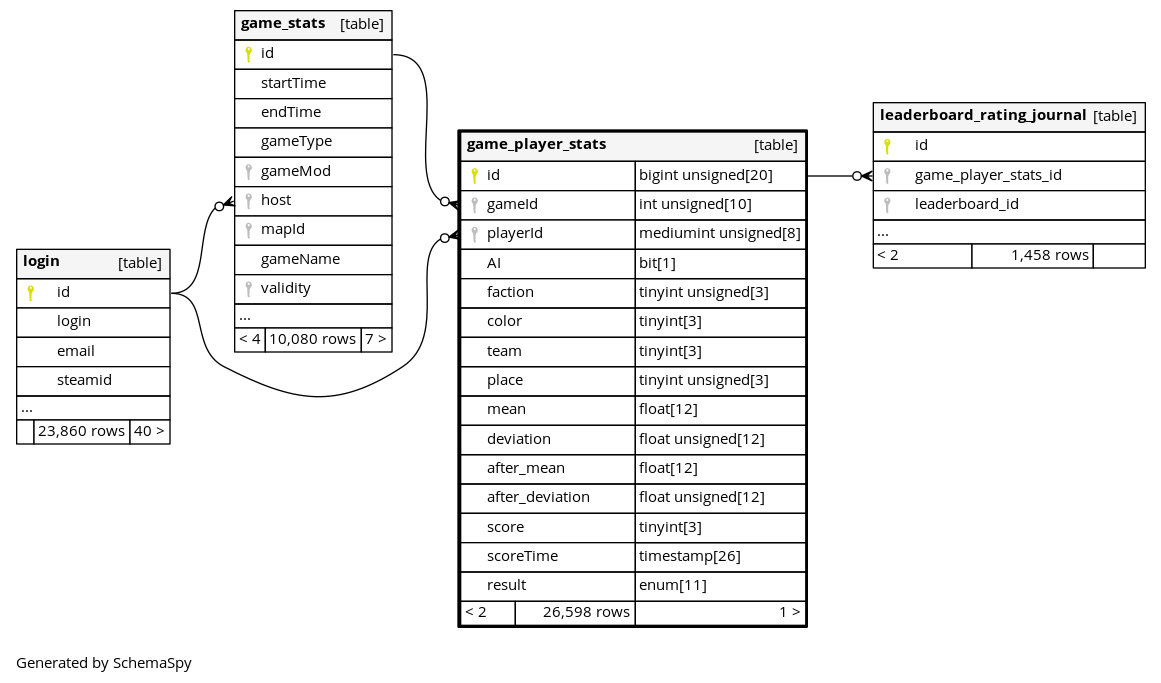 game_stats [table]
id
startTime
endTime
gameType
gameMod
host
mapId
gameName
validity
...
< 4 10,080 rows 7 >
login [table]
id
login
email
steamid
...
23,860 rows 40 >
game_player_stats [table]
id bigint unsigned[20]
gameId int unsigned[10]
playerId mediumint unsigned[8]
AI bit[1]
faction tinyint unsigned[3]
color tinyint[3]
team tinyint[3]
place tinyint unsigned[3]
mean float[12]
deviation float unsigned[12]
after_mean float[12]
after_deviation float unsigned[12]
score tinyint[3]
scoreTime timestamp[26]
result enum[11]
< 2 26,598 rows 1 >
leaderboard_rating_journal [table]
id
game_player_stats_id
leaderboard_id
...
< 2 1,458 rows
Generated by SchemaSpy